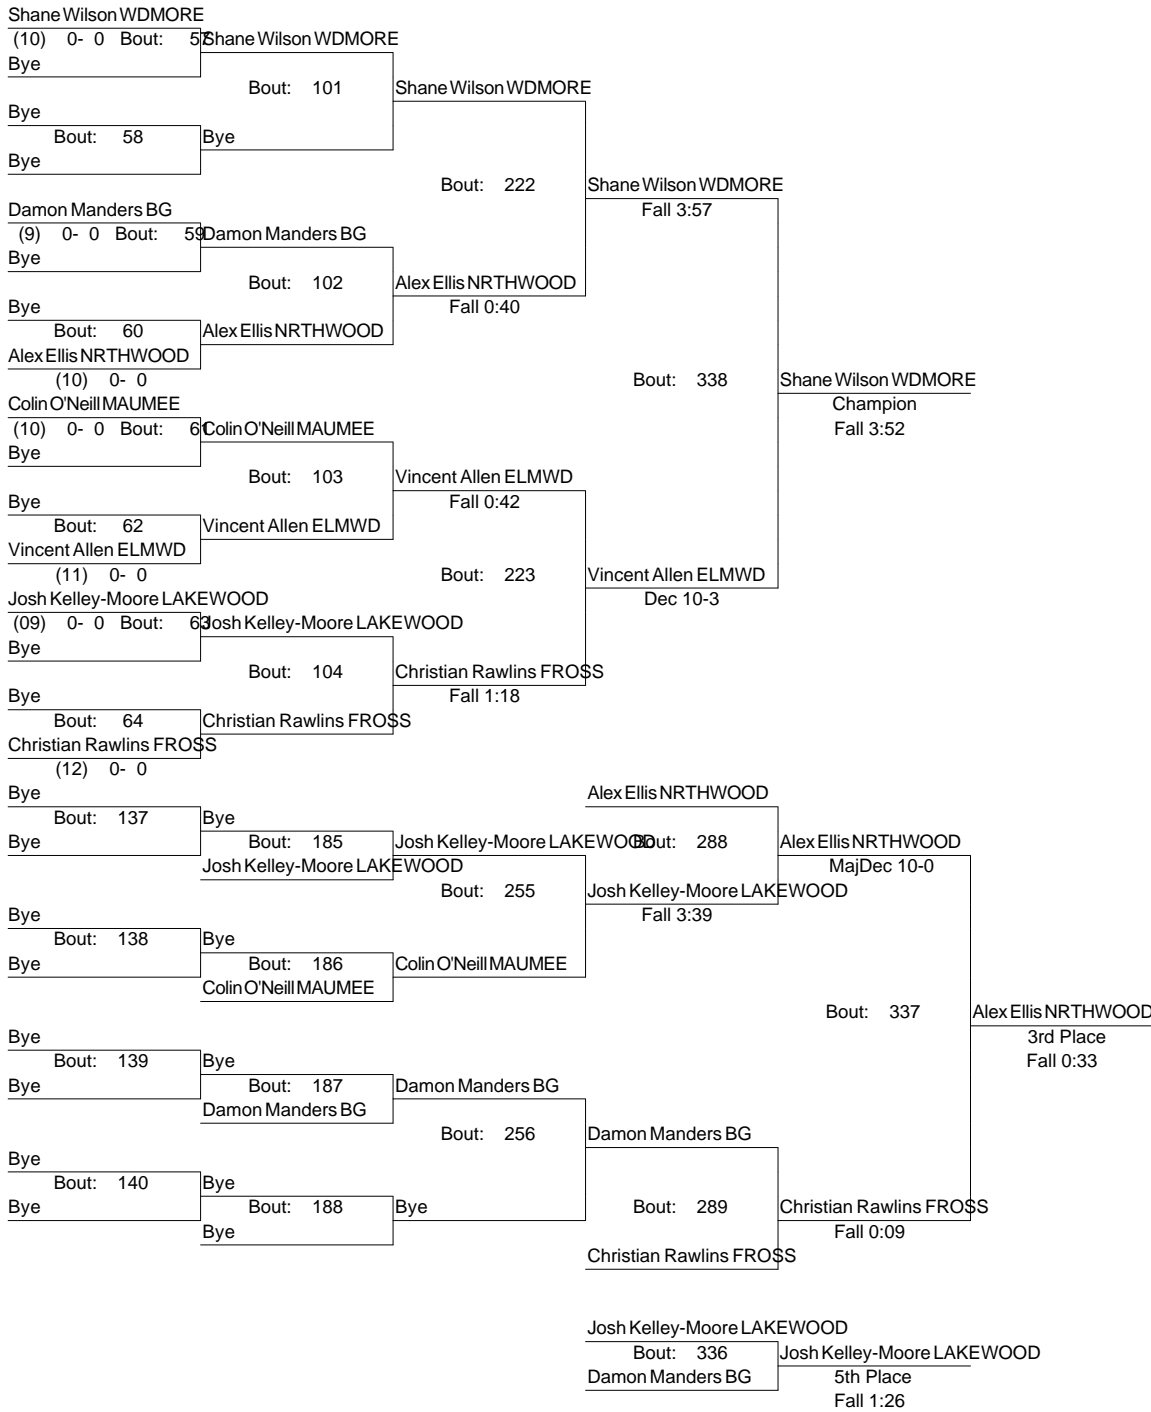 Shane Wilson WDMORE
(10) 0- 0 Bout: 57 Shane Wilson WDMORE
Bye
Bout: 101 Shane Wilson WDMORE
Bye
Bout: 58 Bye
Bye
Bout: 222 Shane Wilson WDMORE
Fall 3:57
Damon Manders BG
(9) 0- 0 Bout: 59 Damon Manders BG
Bye
Bout: 102 Alex Ellis NRTHWOOD
Fall 0:40
Bye
Bout: 60 Alex Ellis NRTHWOOD
Alex Ellis NRTHWOOD
(10) 0- 0
Bout: 338 Shane Wilson WDMORE
Champion
Fall 3:52
Colin O'Neill MAUMEE
(10) 0- 0 Bout: 61 Colin O'Neill MAUMEE
Bye
Bout: 103 Vincent Allen ELMWD
Fall 0:42
Bye
Bout: 62 Vincent Allen ELMWD
Vincent Allen ELMWD
(11) 0- 0
Bout: 223 Vincent Allen ELMWD
Dec 10-3
Josh Kelley-Moore LAKEWOOD
(09) 0- 0 Bout: 63 Josh Kelley-Moore LAKEWOOD
Bye
Bout: 104 Christian Rawlins FROSS
Fall 1:18
Bye
Bout: 64 Christian Rawlins FROSS
Christian Rawlins FROSS
(12) 0- 0
Bye
Alex Ellis NRTHWOOD
Bout: 137 Bye
Bye
Bout: 185 Josh Kelley-Moore LAKEWOOD
Bout: 288 Alex Ellis NRTHWOOD
MajDec 10-0
Josh Kelley-Moore LAKEWOOD
Bout: 255 Josh Kelley-Moore LAKEWOOD
Fall 3:39
Bye
Bout: 138 Bye
Bye
Bout: 186 Colin O'Neill MAUMEE
Colin O'Neill MAUMEE
Bout: 337 Alex Ellis NRTHWOOD
3rd Place
Fall 0:33
Bye
Bout: 139 Bye
Bye
Bout: 187 Damon Manders BG
Damon Manders BG
Bout: 256 Damon Manders BG
Bye
Bout: 140 Bye
Bye
Bout: 188 Bye
Bye
Bout: 289 Christian Rawlins FROSS
Fall 0:09
Christian Rawlins FROSS
Josh Kelley-Moore LAKEWOOD
Bout: 336 Josh Kelley-Moore LAKEWOOD
Damon Manders BG
5th Place
Fall 1:26